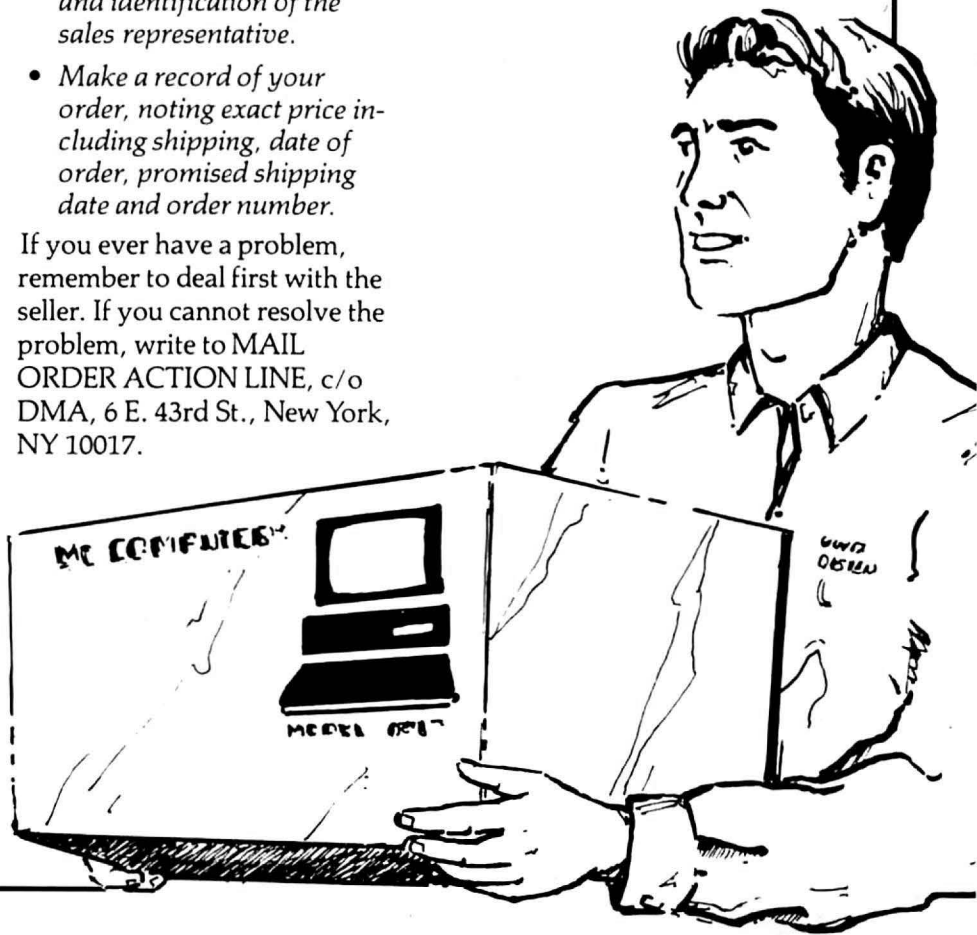 and identification of the
sales representative.
• Make a record of your
order, noting exact price in-
cluding shipping, date of
order, promised shipping
date and order number.
If you ever have a problem,
remember to deal first with the
seller. If you cannot resolve the
problem, write to MAIL
ORDER ACTION LINE, c/o
DMA, 6 E. 43rd St., New York,
NY 10017.